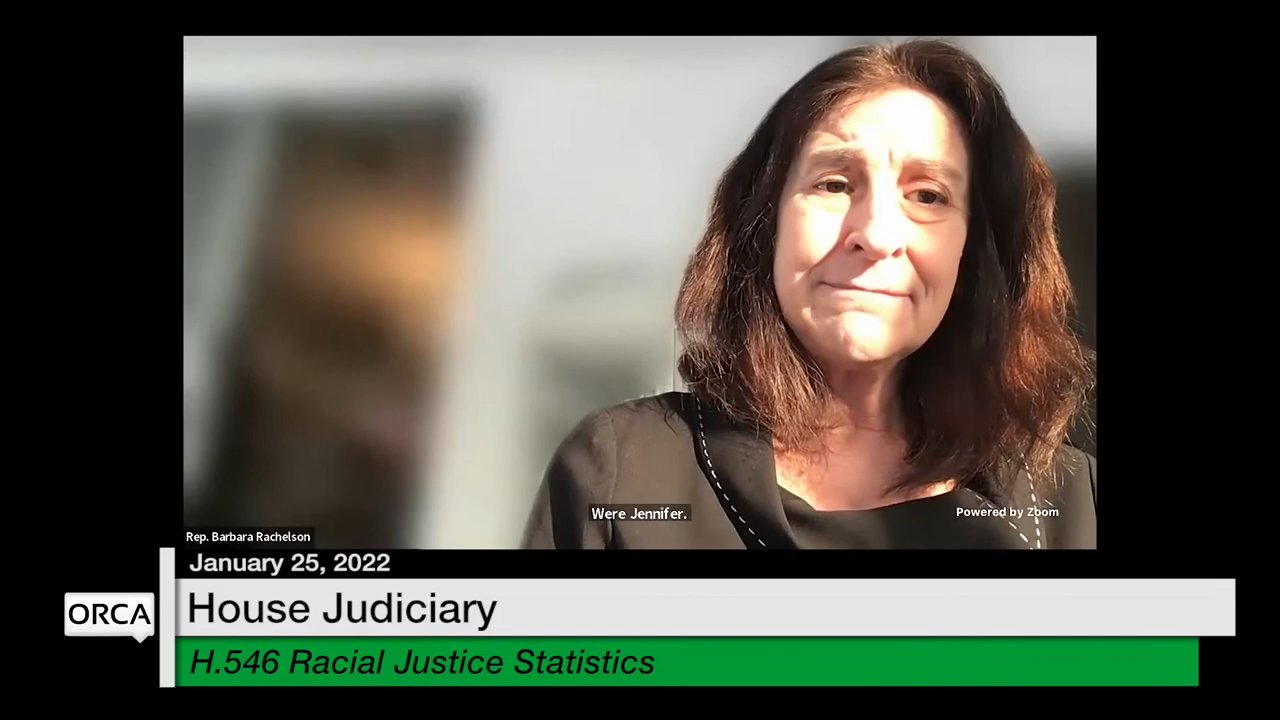 Were Jennifer.
Powered by Zoom
Rep. Barbara Rachelson
January 25, 2022
ORCA
House Judiciary
H.546 Racial Justice Statistics